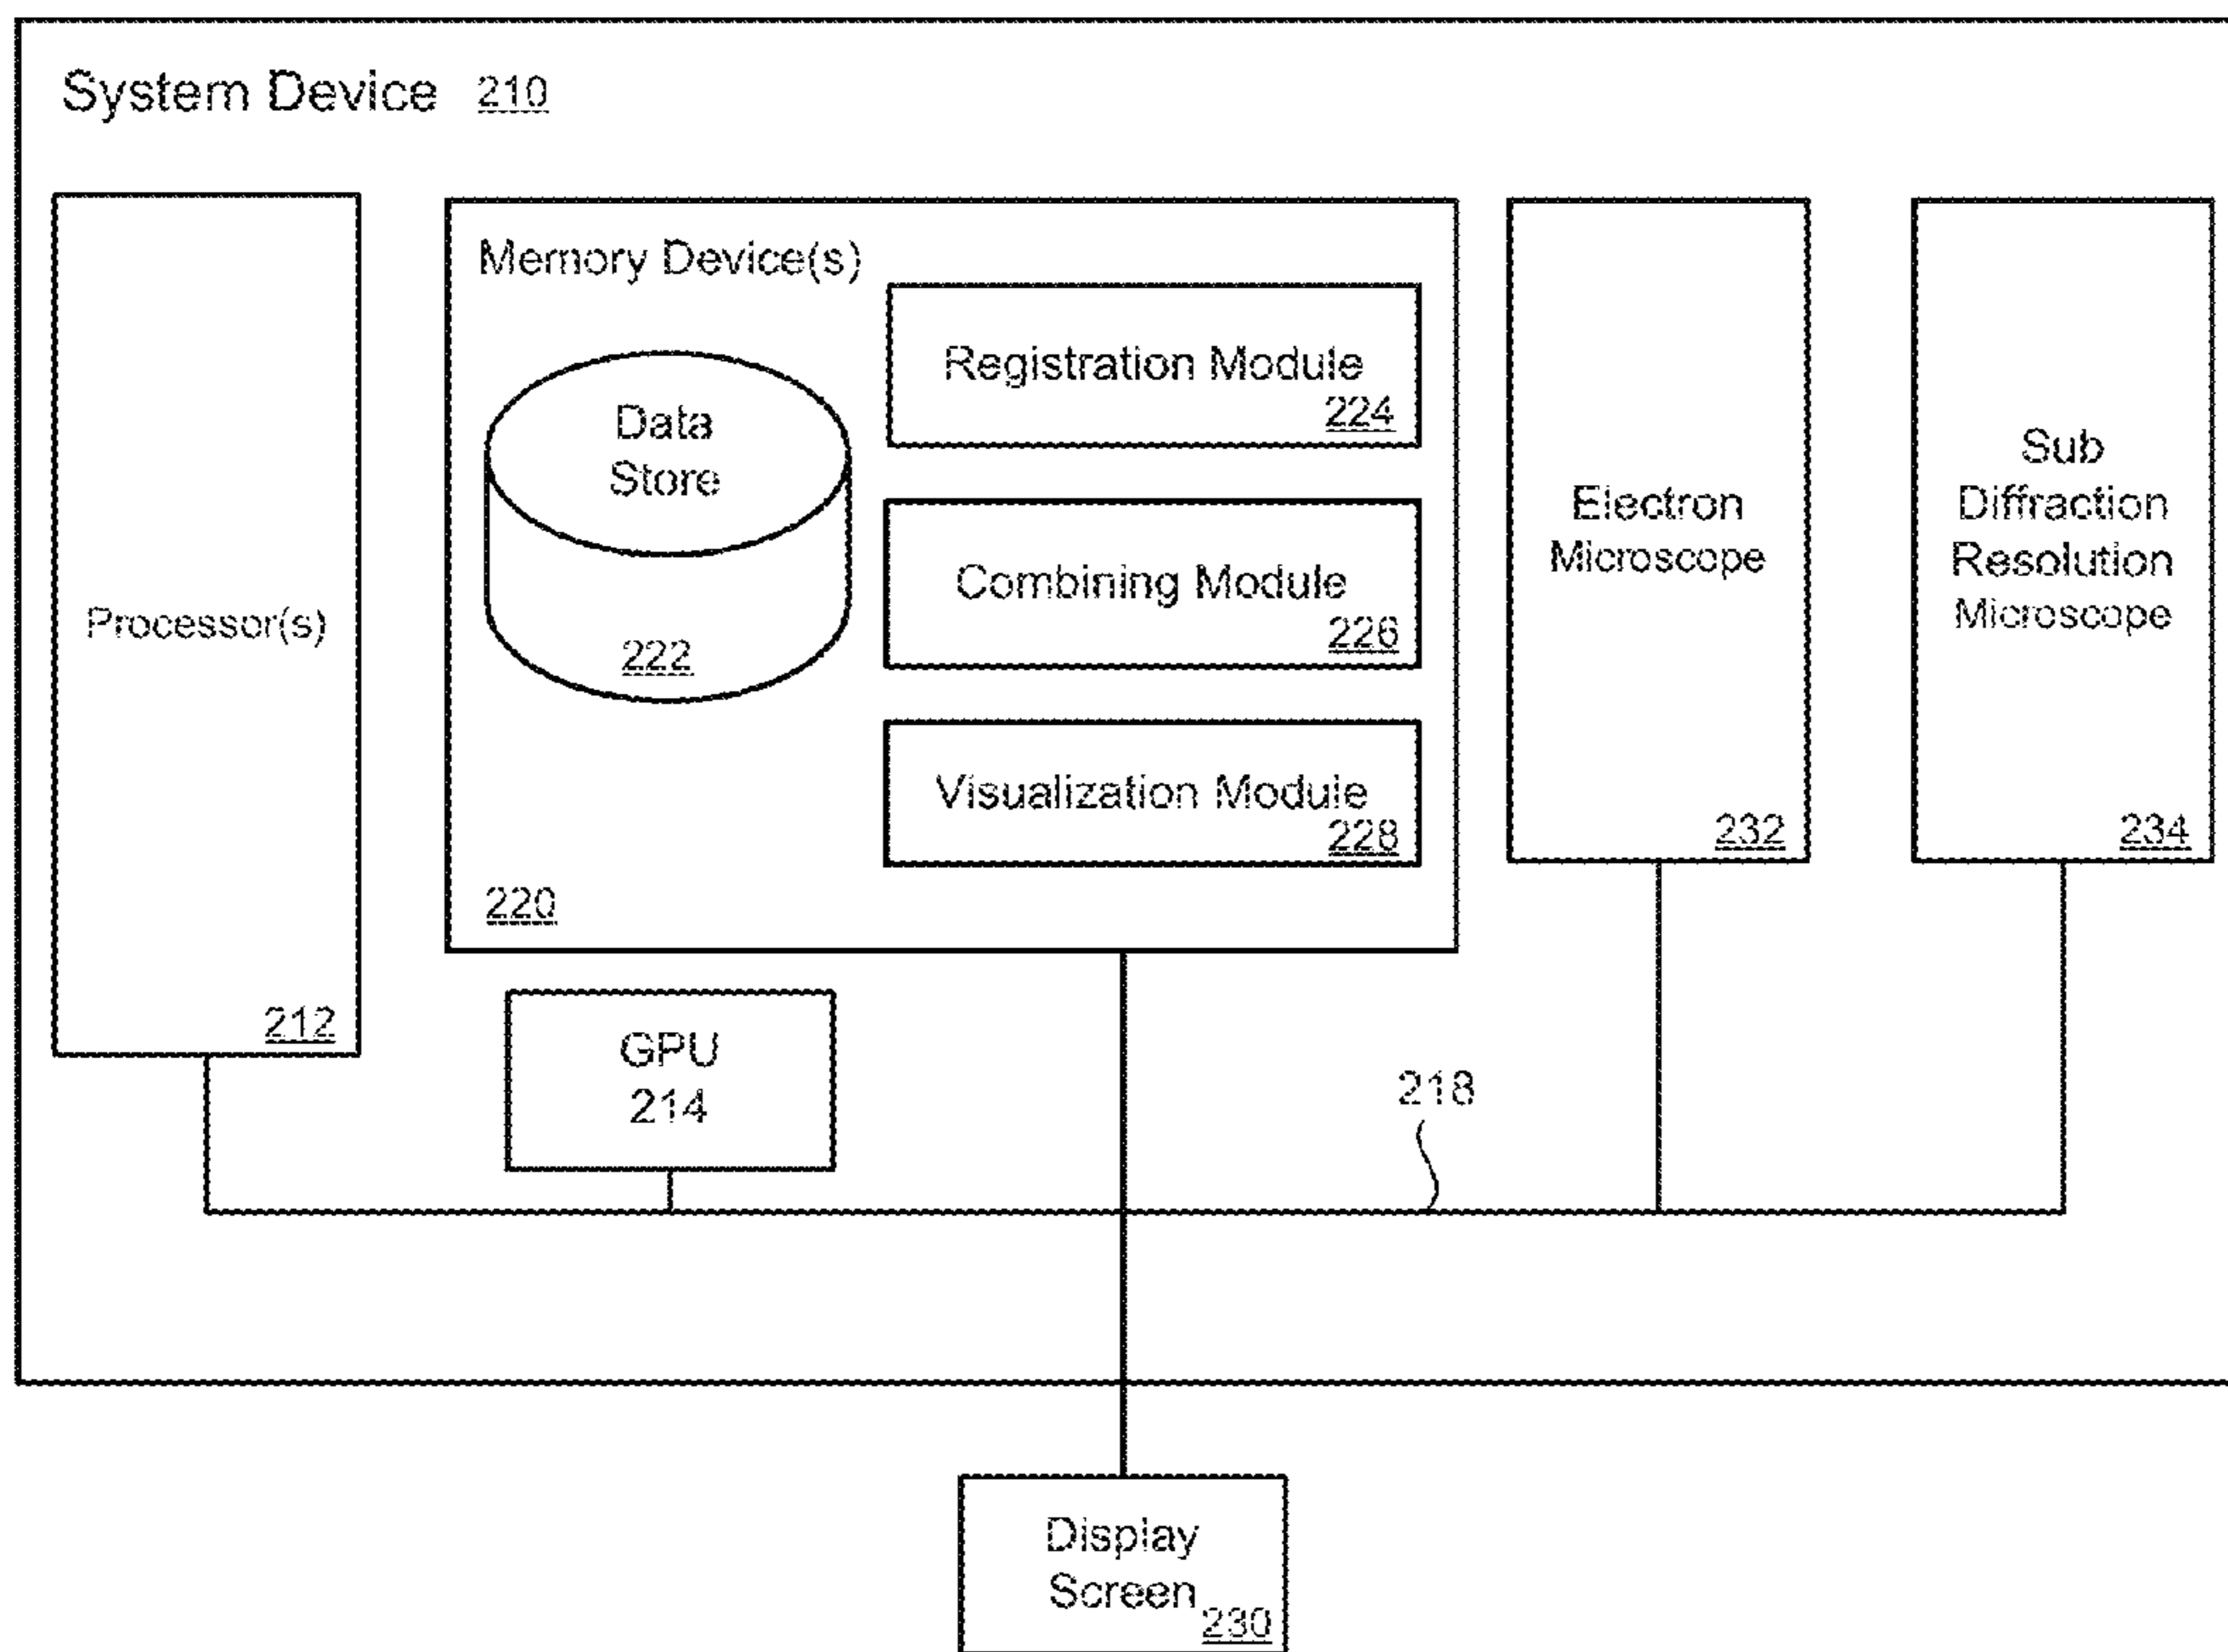 System Device 210
Processor(s)
212
Memory Device(s)
Data
Store
222
Registration Module
224
Combining Module
226
Visualization Module
228
220
Electron
Microscope
232
Sub
Diffraction
Resolution
Microscope
234
GPU
214
218
Display
Screen
230